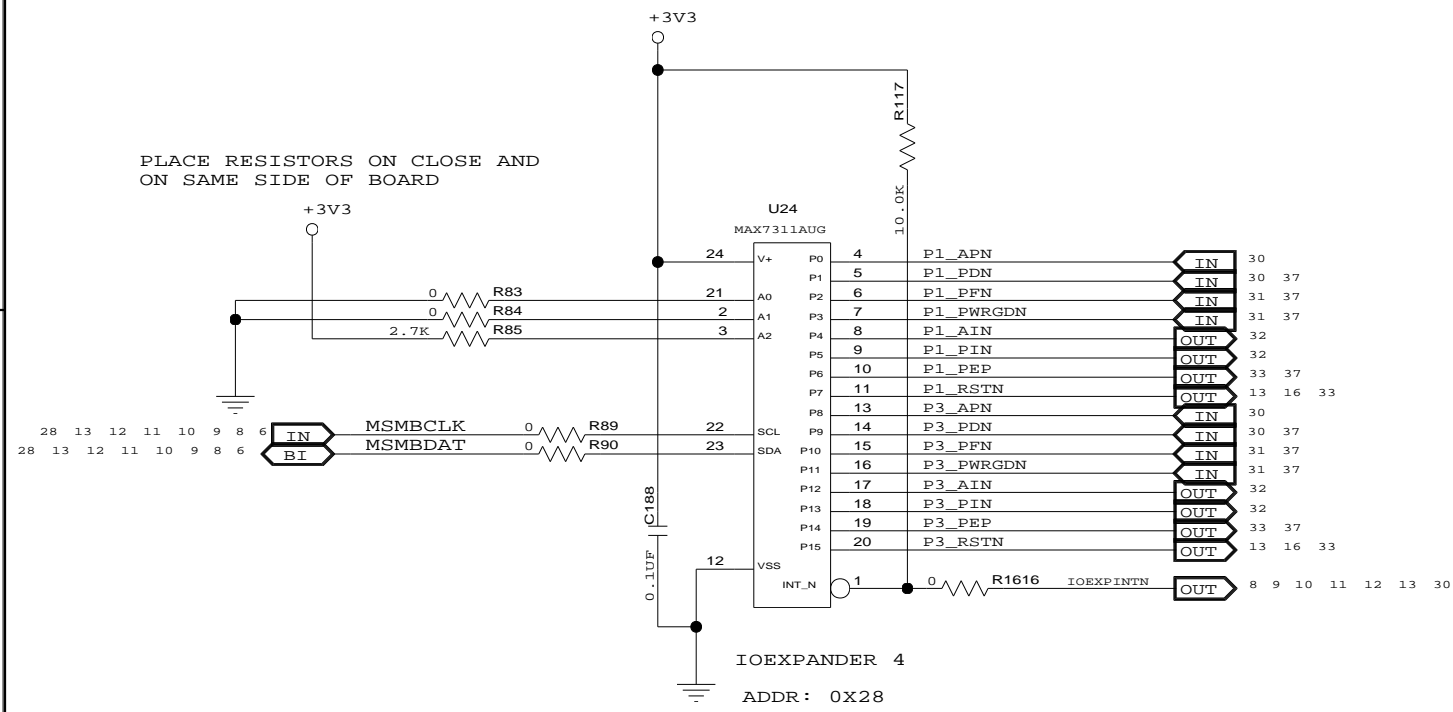 +3V3
R117
10.0K
PLACE RESISTORS ON CLOSE AND
ON SAME SIDE OF BOARD
+3V3
U24
MAX7311AUG
24 V+ P0 4 P1_APN IN 30
P1 5 P1_PDN IN 30 37
0 R83 21 A0 P2 6 P1_PFN IN 31 37
0 R84 2 A1 P3 7 P1_PWRGDN IN 31 37
2.7K R85 3 A2 P4 8 P1_AIN OUT 32
P5 9 P1_PIN OUT 32
P6 10 P1_PEP OUT 33 37
P7 11 P1_RSTN OUT 13 16 33
P8 13 P3_APN IN 30
28 13 12 11 10 9 8 6 IN MSMBCLK 0 R89 22 SCL P9 14 P3_PDN IN 30 37
28 13 12 11 10 9 8 6 BI MSMBDAT 0 R90 23 SDA P10 15 P3_PFN IN 31 37
P11 16 P3_PWRGDN IN 31 37
P12 17 P3_AIN OUT 32
P13 18 P3_PIN OUT 32
P14 19 P3_PEP OUT 33 37
P15 20 P3_RSTN OUT 13 16 33
C188
0.1UF
12 VSS
INT_N 1 0 R1616 IOEXPINTN OUT 8 9 10 11 12 13 30
IOEXPANDER 4
ADDR: 0X28